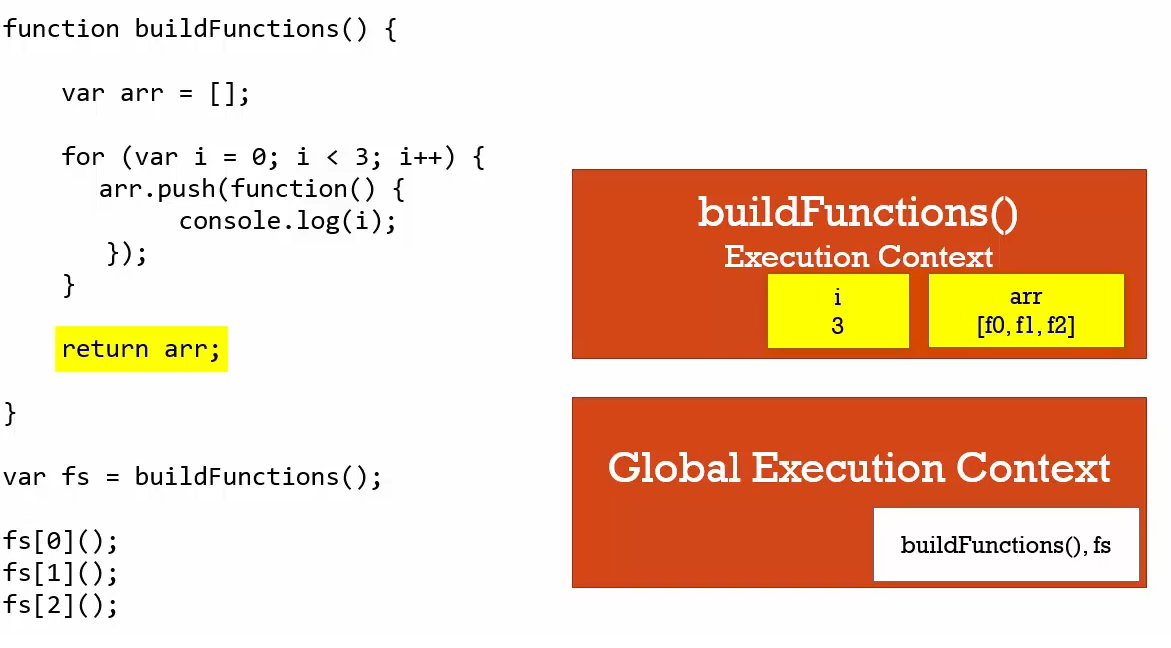 function buildFunctions() {
var arr = [];
for (var i = 0; i < 3; i++) {
arr.push(function() {
console.log(i);
});
}
return arr;
}
var fs = buildFunctions();
fs[0]();
fs[1]();
fs[2]();
buildFunctions()
Execution Context
i
3
arr
[f0, f1, f2]
Global Execution Context
buildFunctions(), fs